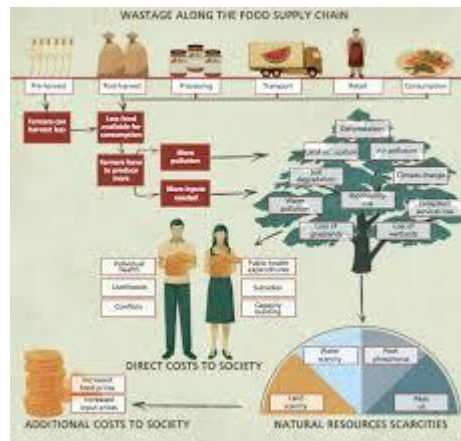 WASTAGE ALONG THE FOOD SUPPLY CHAIN
Pre-harvest
Post-harvest
Processing
Transport
Retail
Consumption
Farmers can
harvest less
Less food
available for
consumption
Farmers have
to produce
more
More
pollution
More inputs
needed
Deforestation
Land occupation
Air pollution
Soil
degradation
Climate change
Water
pollution
Biodiversity
loss
Ecosystem
services loss
Loss of
grasslands
Loss of
wetlands
Individual
health
Livelihoods
Conflicts
Public health
expenditures
Subsidies
Capacity
building
DIRECT COSTS TO SOCIETY
Water
scarcity
Peak
phosphorus
Land
scarcity
Peak
oil
Increased
food prices
Increased
input prices
ADDITIONAL COSTS TO SOCIETY
NATURAL RESOURCES SCARCITIES